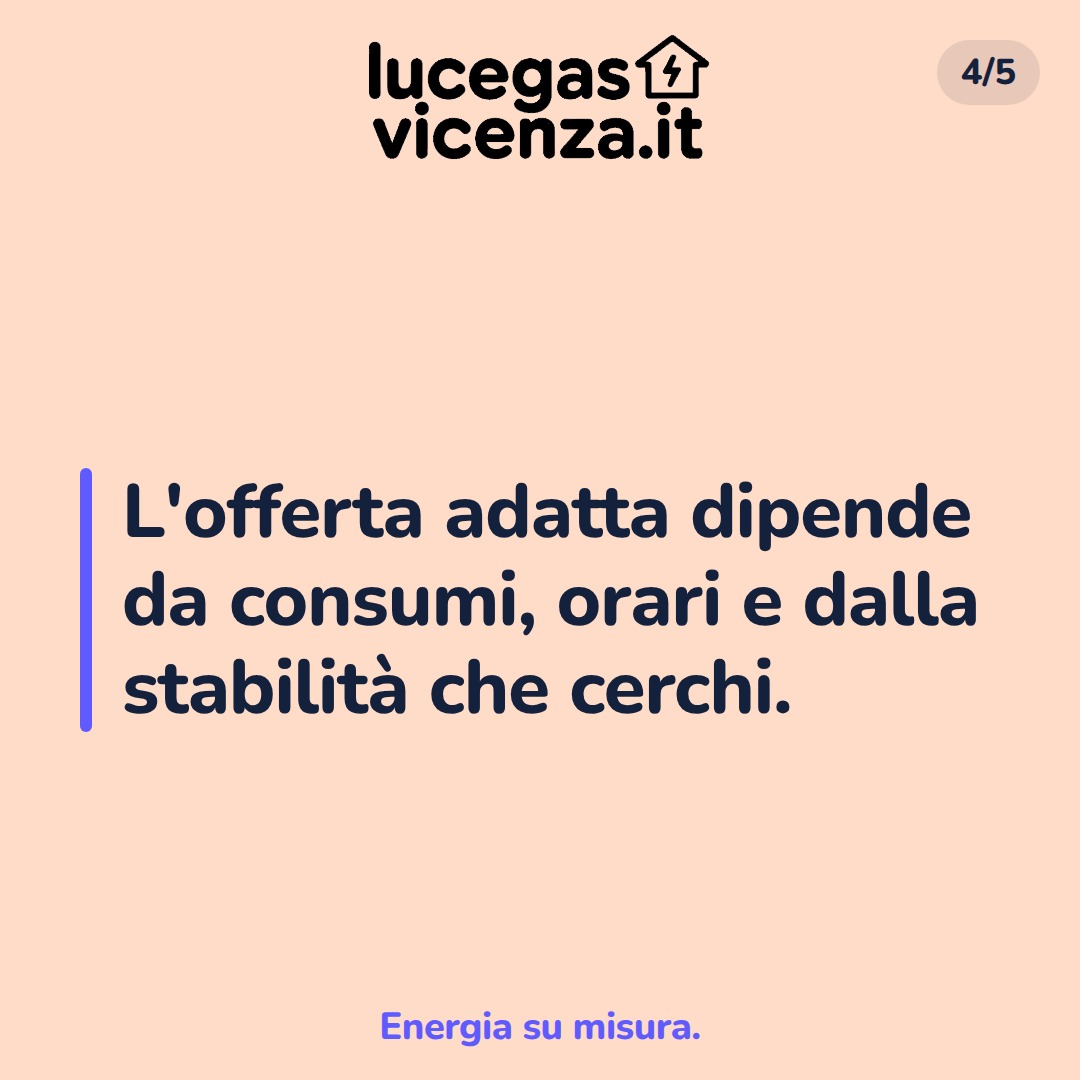 lucegas
vicenza.it
4/5
L'offerta adatta dipende
da consumi, orari e dalla
stabilità che cerchi.
Energia su misura.